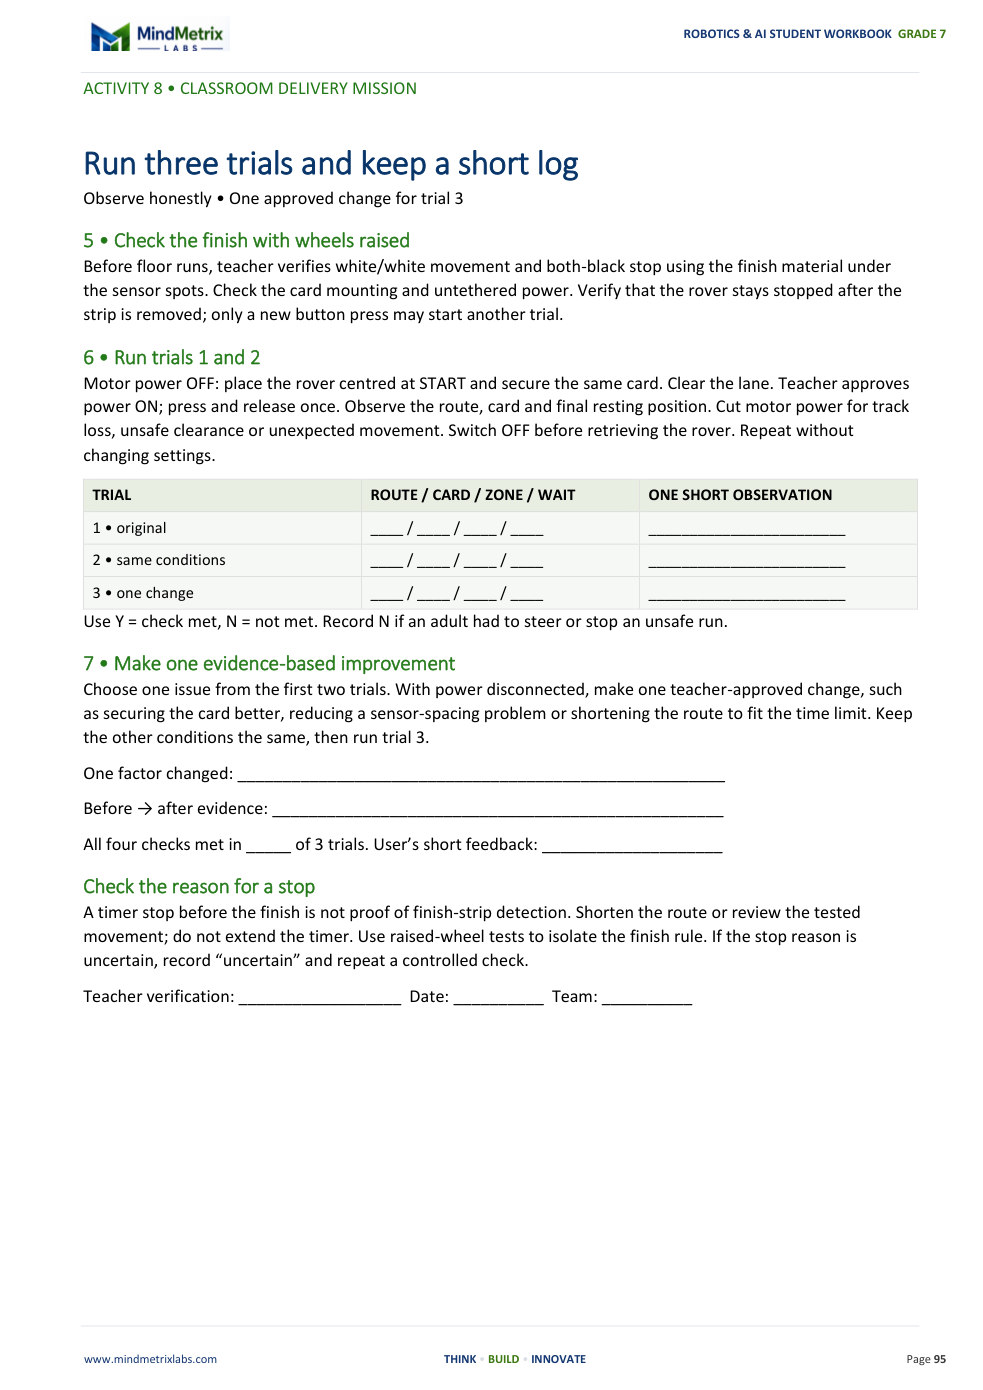 MindMetrix
LABS
ROBOTICS & AI STUDENT WORKBOOK GRADE 7
ACTIVITY 8 • CLASSROOM DELIVERY MISSION
Run three trials and keep a short log
Observe honestly • One approved change for trial 3
5 • Check the finish with wheels raised
Before floor runs, teacher verifies white/white movement and both-black stop using the finish material under
the sensor spots. Check the card mounting and untethered power. Verify that the rover stays stopped after the
strip is removed; only a new button press may start another trial.
6 • Run trials 1 and 2
Motor power OFF: place the rover centred at START and secure the same card. Clear the lane. Teacher approves
power ON; press and release once. Observe the route, card and final resting position. Cut motor power for track
loss, unsafe clearance or unexpected movement. Switch OFF before retrieving the rover. Repeat without
changing settings.
TRIAL ROUTE / CARD / ZONE / WAIT ONE SHORT OBSERVATION
1 • original ____ / ____ / ____ / ____ ________________________
2 • same conditions ____ / ____ / ____ / ____ ________________________
3 • one change ____ / ____ / ____ / ____ ________________________
Use Y = check met, N = not met. Record N if an adult had to steer or stop an unsafe run.
7 • Make one evidence-based improvement
Choose one issue from the first two trials. With power disconnected, make one teacher-approved change, such
as securing the card better, reducing a sensor-spacing problem or shortening the route to fit the time limit. Keep
the other conditions the same, then run trial 3.
One factor changed: ______________________________________________________
Before → after evidence: __________________________________________________
All four checks met in _____ of 3 trials. User’s short feedback: ____________________
Check the reason for a stop
A timer stop before the finish is not proof of finish-strip detection. Shorten the route or review the tested
movement; do not extend the timer. Use raised-wheel tests to isolate the finish rule. If the stop reason is
uncertain, record “uncertain” and repeat a controlled check.
Teacher verification: __________________ Date: __________ Team: __________
www.mindmetrixlabs.com THINK • BUILD • INNOVATE Page 95